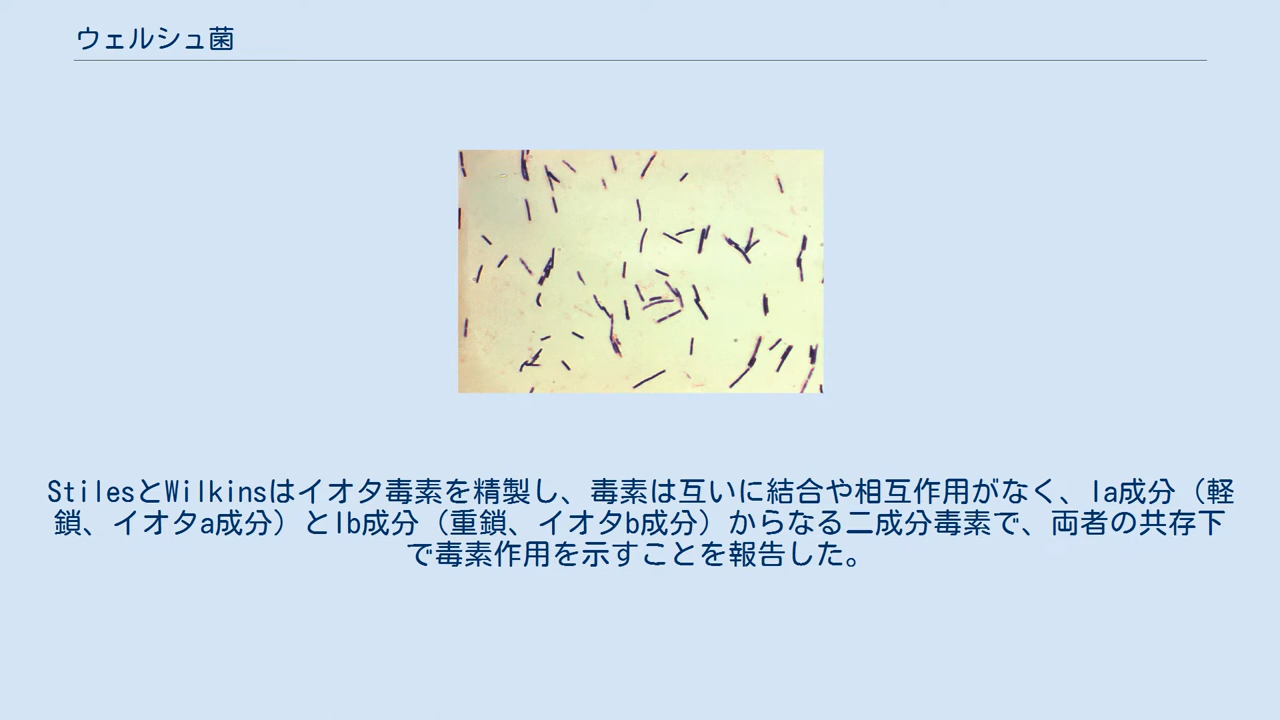 ウェルシュ菌
StilesとWilkinsはイオタ毒素を精製し、毒素は互いに結合や相互作用がなく、Ia成分（軽
鎖、イオタa成分）とIb成分（重鎖、イオタb成分）からなる二成分毒素で、両者の共存下
で毒素作用を示すことを報告した。